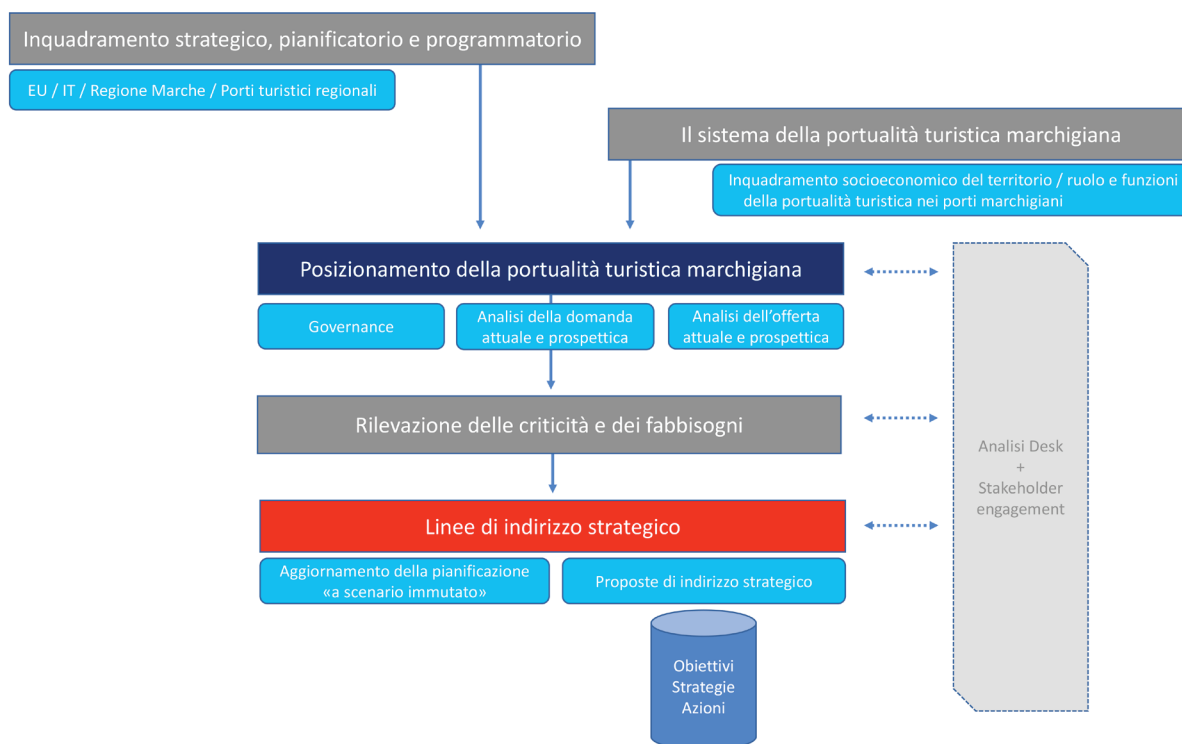 Inquadramento strategico, pianificatorio e programmatorio
EU / IT / Regione Marche / Porti turistici regionali
Il sistema della portualità turistica marchigiana
Inquadramento socioeconomico del territorio / ruolo e funzioni
della portualità turistica nei porti marchigiani
Posizionamento della portualità turistica marchigiana
Governance
Analisi della domanda
attuale e prospettica
Analisi dell’offerta
attuale e prospettica
Rilevazione delle criticità e dei fabbisogni
Analisi Desk
+
Stakeholder
engagement
Linee di indirizzo strategico
Aggiornamento della pianificazione
«a scenario immutato»
Proposte di indirizzo strategico
Obiettivi
Strategie
Azioni